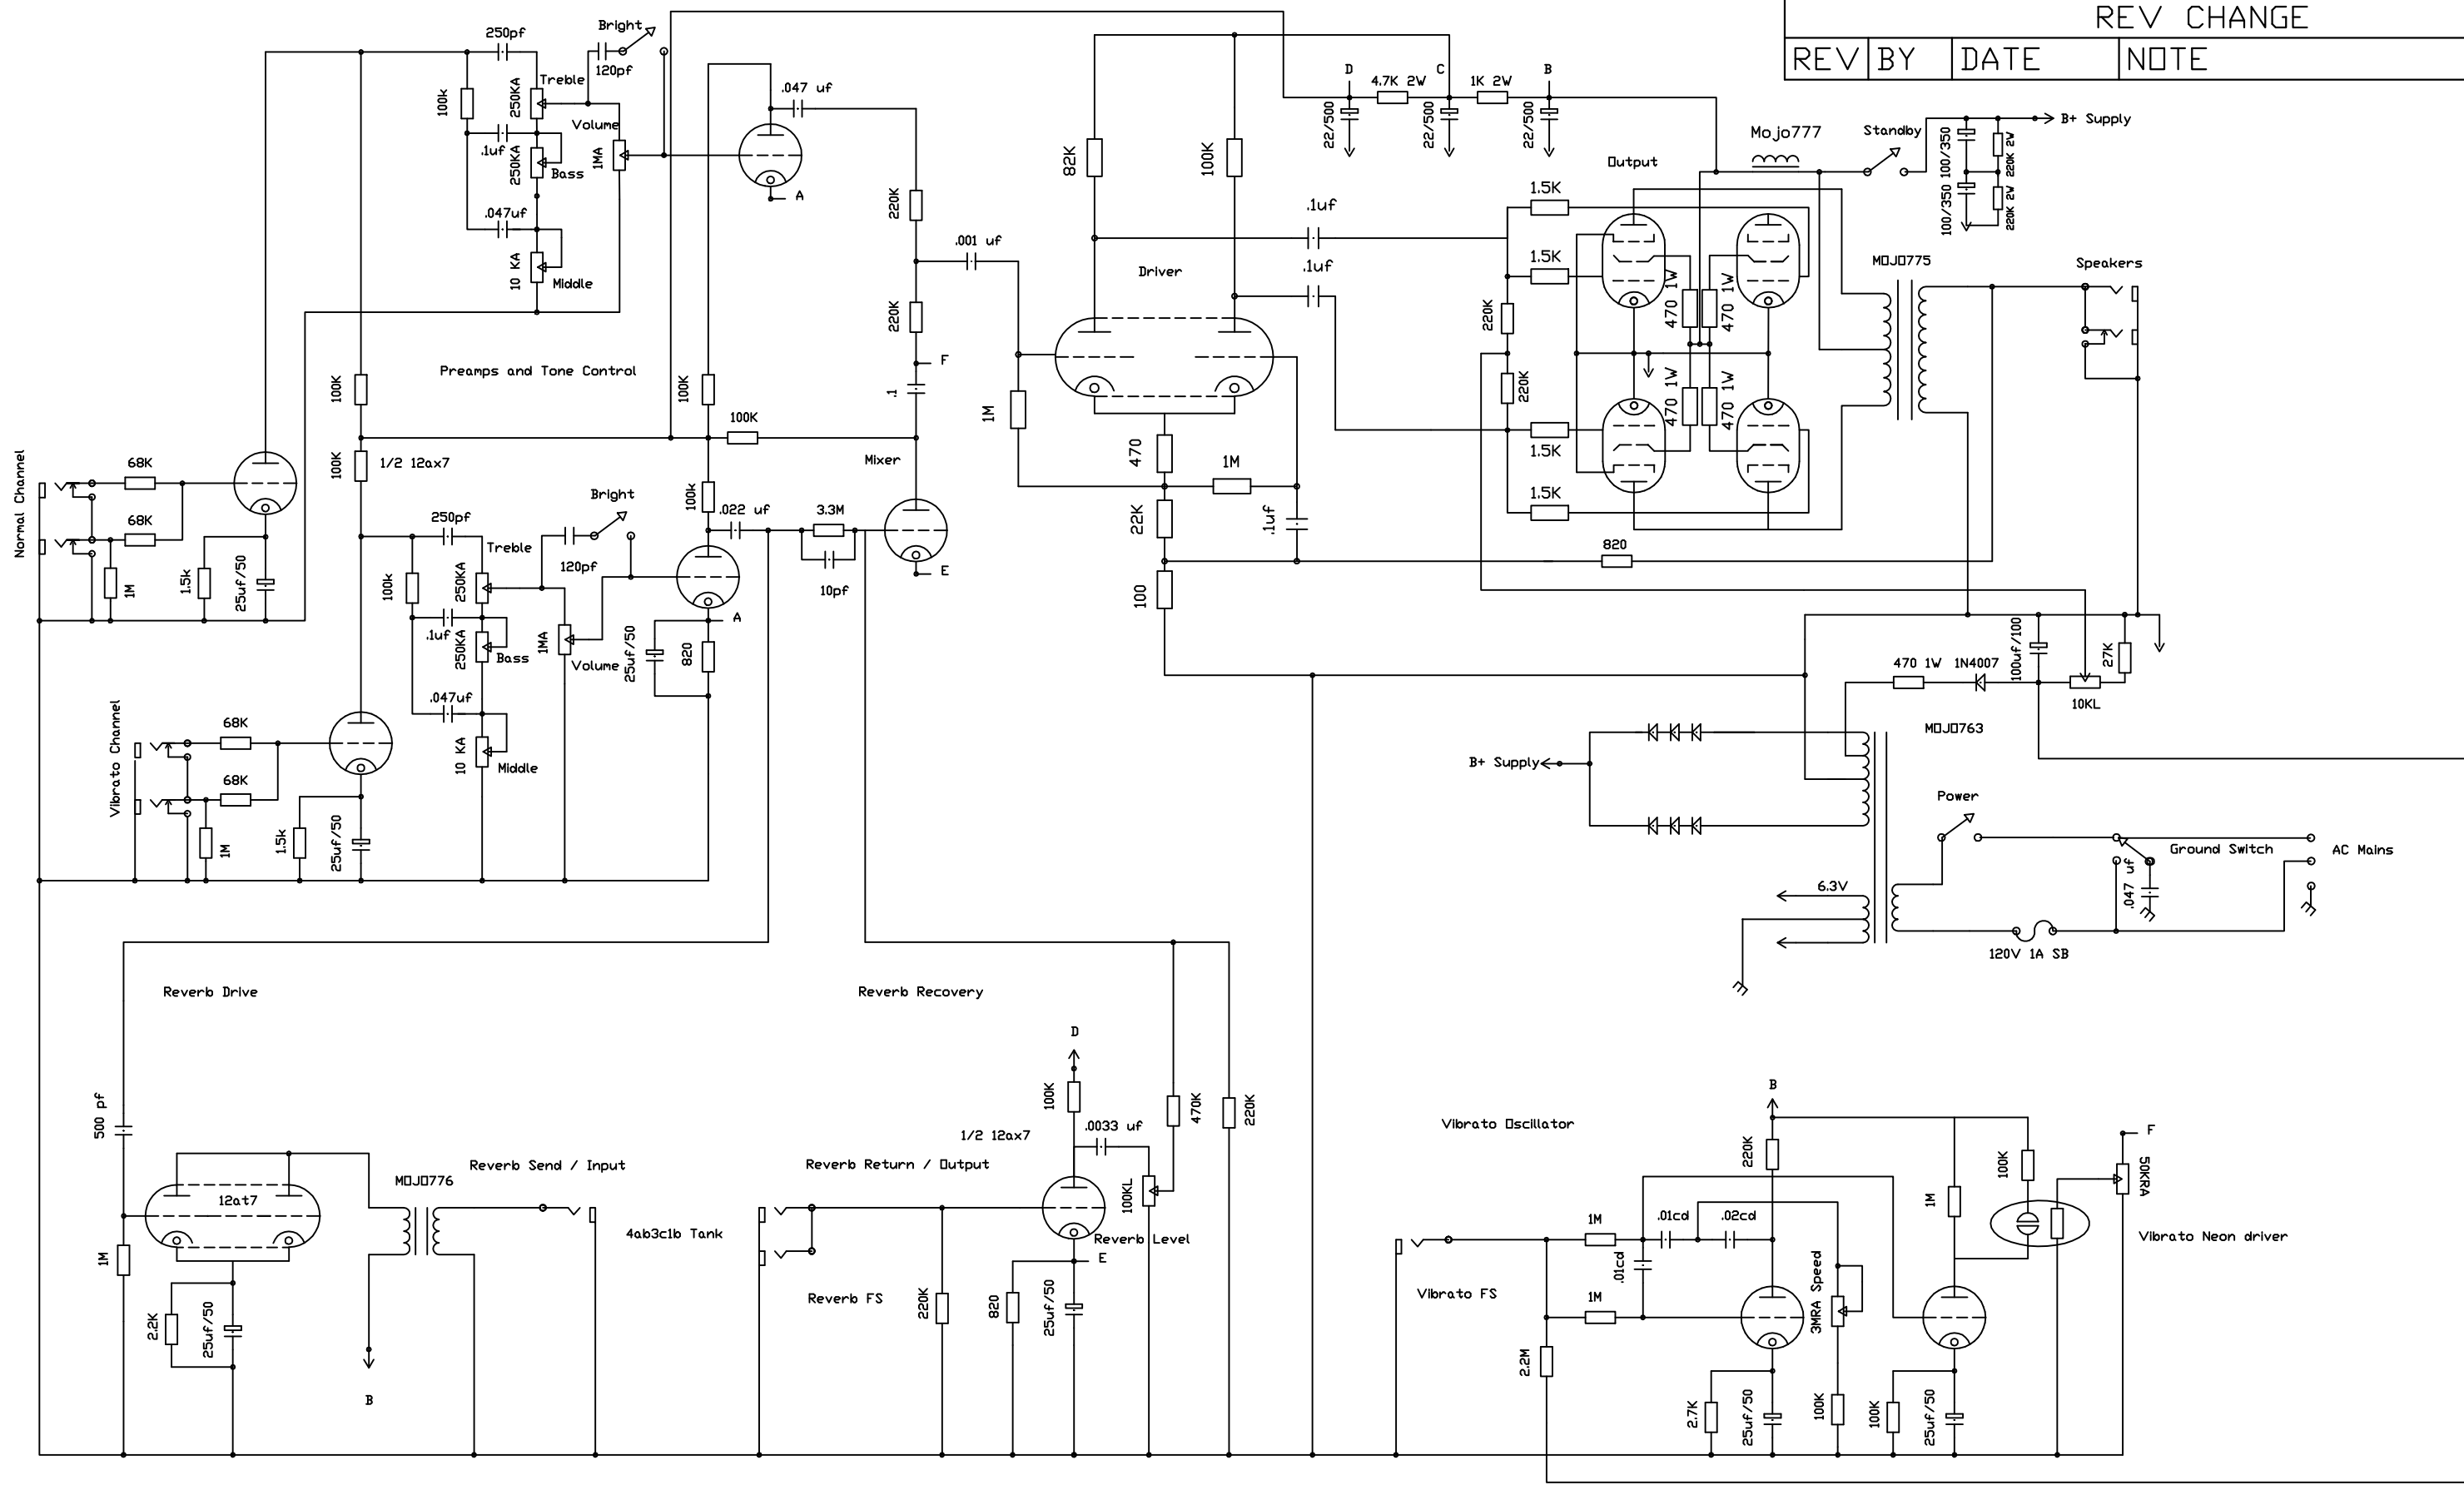 REV CHANGE
REV BY DATE NOTE
250pf
Bright
120pf
Treble
100k
250KA
Volume
.1uf
250KA
Bass
1MA
.047uf
10 KA
Middle
.047 uf
A
220K
.001 uf
220K
F
.1
Preamps and Tone Control
100K
100K
100K
Mixer
Normal Channel
68K
68K
1M
1.5k
25uf/50
100K
1/2 12ax7
82K
100K
Driver
1M
470
1M
22K
.1uf
100
D
4.7K 2W
C
1K 2W
B
22/500
22/500
22/500
.1uf
.1uf
Output
Mojo777
Standby
B+ Supply
100/350
100/350
220K 2W
220K 2W
1.5K
1.5K
220K
220K
1.5K
1.5K
470 1W
470 1W
470 1W
470 1W
MOJO775
Speakers
820
250pf
Treble
Bright
120pf
100k
250KA
.1uf
250KA
Bass
1MA
Volume
.047uf
10 KA
Middle
100k
.022 uf
3.3M
10pf
E
A
25uf/50
820
Vibrato Channel
68K
68K
1M
1.5k
25uf/50
470 1W
1N4007
100uf/100
27K
10KL
MOJO763
B+ Supply
Power
Ground Switch
AC Mains
.047 uf
6.3V
120V 1A SB
Reverb Drive
Reverb Recovery
500 pf
12at7
1M
2.2K
25uf/50
MOJO776
B
Reverb Send / Input
4ab3c1b Tank
Reverb Return / Output
Reverb FS
1/2 12ax7
D
100K
.0033 uf
100KL
Reverb Level
470K
220K
E
220K
820
25uf/50
Vibrato Oscillator
B
220K
1M
.01cd
.02cd
.01cd
1M
Vibrato FS
2.2M
3MRA Speed
2.7K
25uf/50
100K
100K
25uf/50
1M
100K
F
50KRA
Vibrato Neon driver